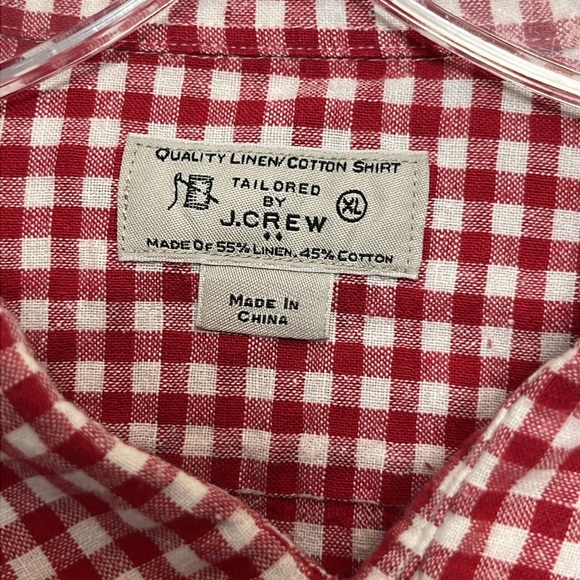 QUALITY LINEN/COTTON SHIRT
TAILORED
BY
XL
J.CREW
MADE OF 55% LINEN, 45% COTTON
MADE IN
CHINA